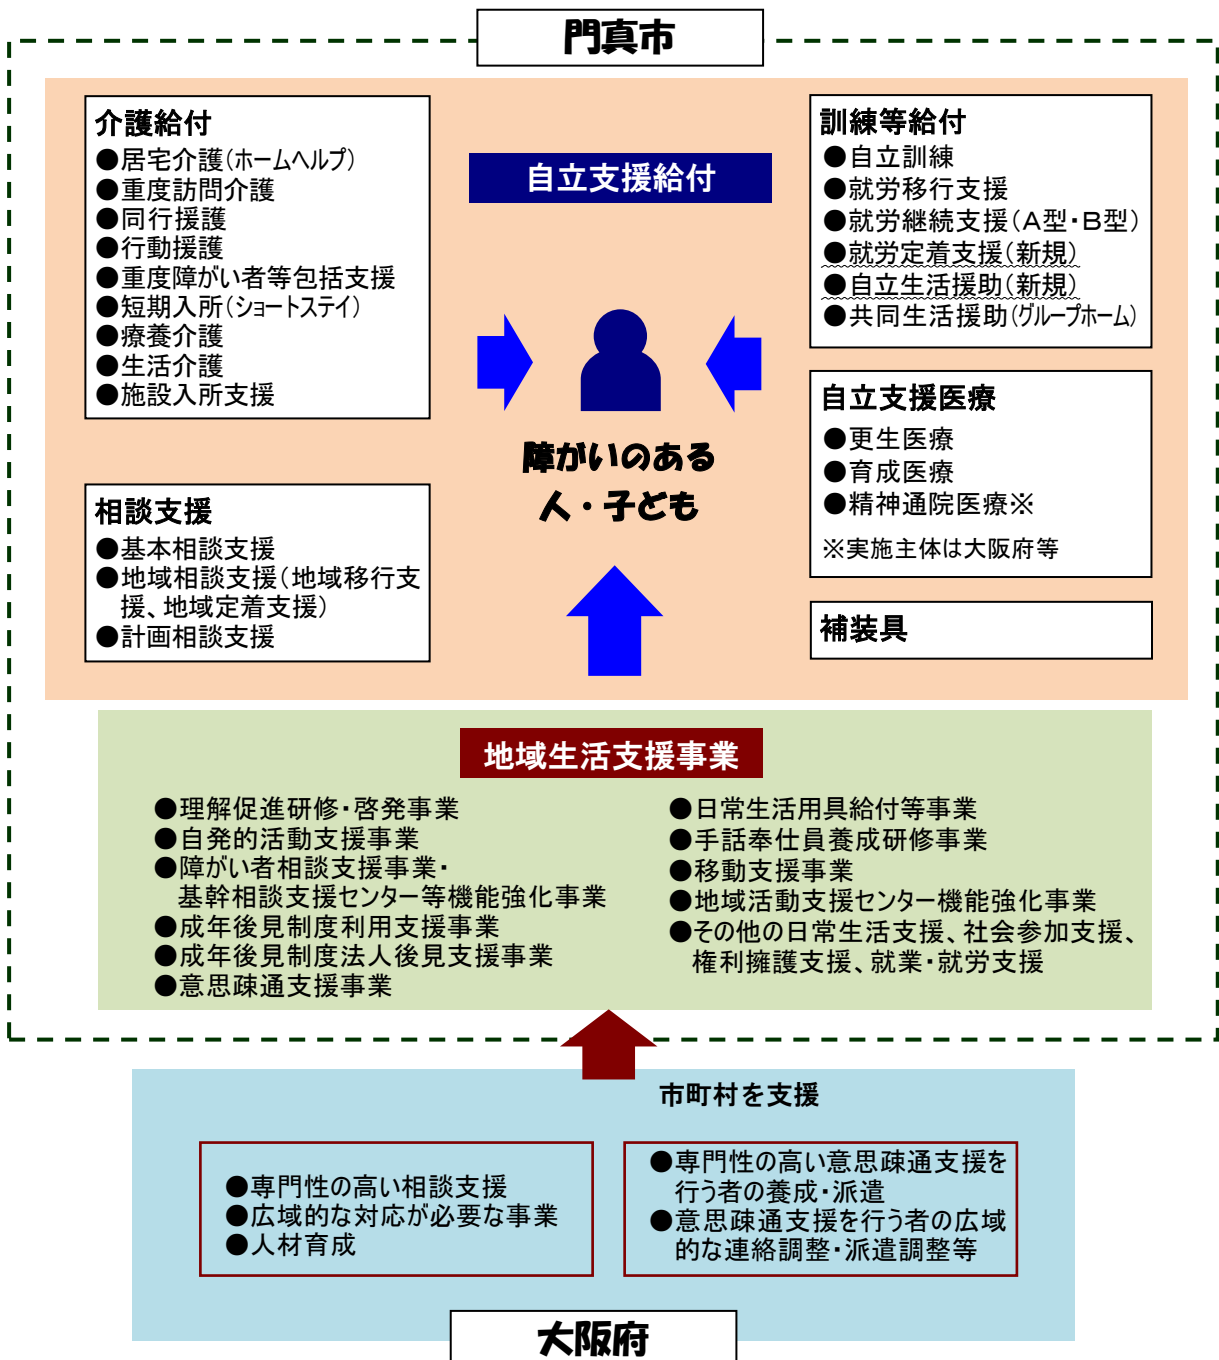 門真市
介護給付
●居宅介護(ホームヘルプ)
●重度訪問介護
●同行援護
●行動援護
●重度障がい者等包括支援
●短期入所(ショートステイ)
●療養介護
●生活介護
●施設入所支援
相談支援
●基本相談支援
●地域相談支援(地域移行支
援、地域定着支援)
●計画相談支援
自立支援給付
障がいのある
人・子ども
訓練等給付
●自立訓練
●就労移行支援
●就労継続支援(A型・B型)
●就労定着支援(新規)
●自立生活援助(新規)
●共同生活援助(グループホーム)
自立支援医療
●更生医療
●育成医療
●精神通院医療※
※実施主体は大阪府等
補装具
地域生活支援事業
●理解促進研修・啓発事業
●自発的活動支援事業
●障がい者相談支援事業・
基幹相談支援センター等機能強化事業
●成年後見制度利用支援事業
●成年後見制度法人後見支援事業
●意思疎通支援事業
●日常生活用具給付等事業
●手話奉仕員養成研修事業
●移動支援事業
●地域活動支援センター機能強化事業
●その他の日常生活支援、社会参加支援、
権利擁護支援、就業・就労支援
市町村を支援
●専門性の高い相談支援
●広域的な対応が必要な事業
●人材育成
●専門性の高い意思疎通支援を
行う者の養成・派遣
●意思疎通支援を行う者の広域
的な連絡調整・派遣調整等
大阪府